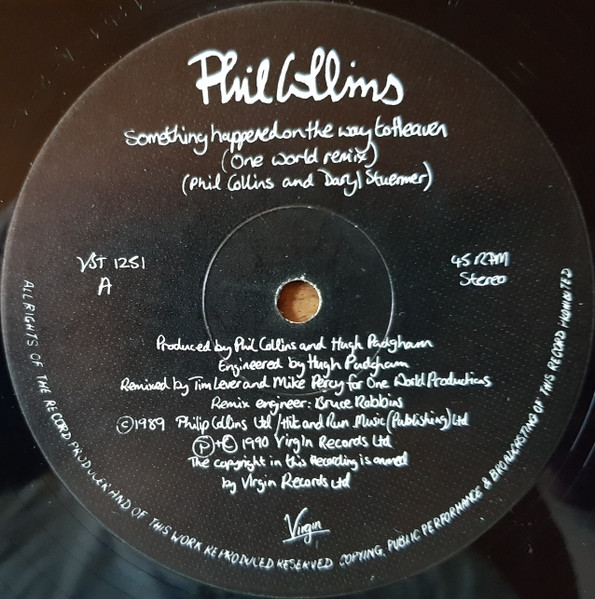 Phil Collins
Something happened on the way to Heaven
(One world remix)
(Phil Collins and Daryl Stuermer)
VST 1251
A
45 RPM
Stereo
Produced by Phil Collins and Hugh Padgham
Engineered by Hugh Padgham
Remixed by Tim Lever and Mike Percy for One World Productions
Remix engineer: Bruce Robbins
©1989 Philip Collins Ltd / Hit and Run Music (Publishing) Ltd
℗+© 1990 Virgin Records Ltd
The copyright in this Recording is owned
by Virgin Records Ltd
Virgin
ALL RIGHTS OF THE RECORD PRODUCER AND OF THIS WORK REPRODUCED RESERVED COPYING, PUBLIC PERFORMANCE & BROADCASTING OF THIS RECORD PROHIBITED